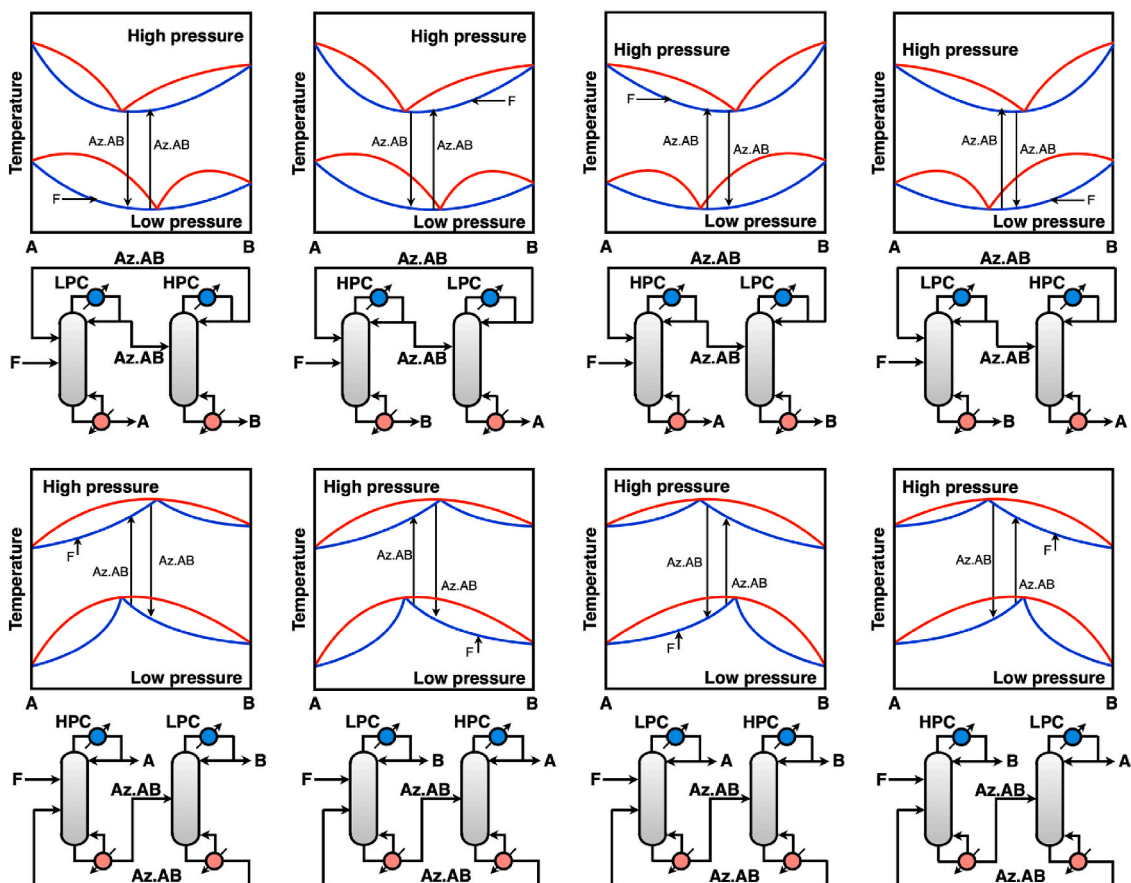 High pressure
Temperature
F
Az.AB
Az.AB
Low pressure
A
B
High pressure
Temperature
F
Az.AB
Az.AB
Low pressure
A
B
High pressure
Temperature
F
Az.AB
Az.AB
Low pressure
A
B
High pressure
Temperature
Az.AB
Az.AB
F
Low pressure
A
B
Az.AB
LPC
HPC
F
Az.AB
A
B
Az.AB
HPC
LPC
F
Az.AB
B
A
Az.AB
HPC
LPC
F
Az.AB
A
B
Az.AB
LPC
HPC
F
Az.AB
B
A
High pressure
Temperature
F
Az.AB
Az.AB
Low pressure
A
B
High pressure
Temperature
Az.AB
Az.AB
F
Low pressure
A
B
High pressure
Temperature
Az.AB
Az.AB
F
Low pressure
A
B
High pressure
Temperature
F
Az.AB
Az.AB
Low pressure
A
B
HPC
LPC
A
B
F
Az.AB
Az.AB
LPC
HPC
B
A
F
Az.AB
Az.AB
LPC
HPC
A
B
F
Az.AB
Az.AB
HPC
LPC
B
A
F
Az.AB
Az.AB